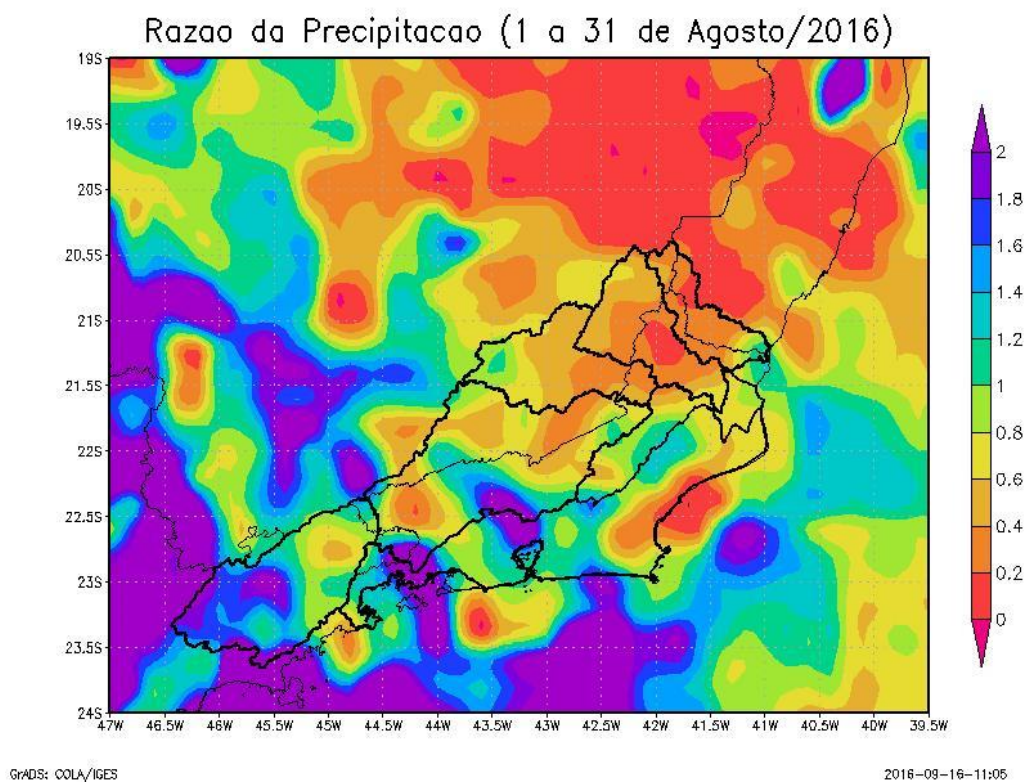 Razao da Precipitacao (1 a 31 de Agosto/2016)
19S
19.5S
20S
20.5S
21S
21.5S
22S
22.5S
23S
23.5S
24S
47W 46.5W 46W 45.5W 45W 44.5W 44W 43.5W 43W 42.5W 42W 41.5W 41W 40.5W 40W 39.5W
2
1.8
1.6
1.4
1.2
1
0.8
0.6
0.4
0.2
0
GrADS: COLA/IGES 2016-09-16-11:05